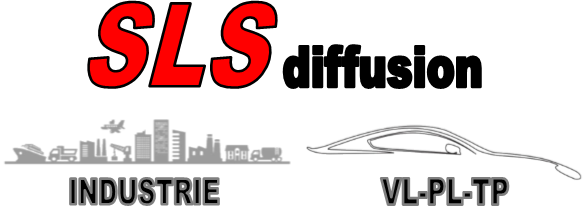 SLS diffusion
INDUSTRIE
VL-PL-TP